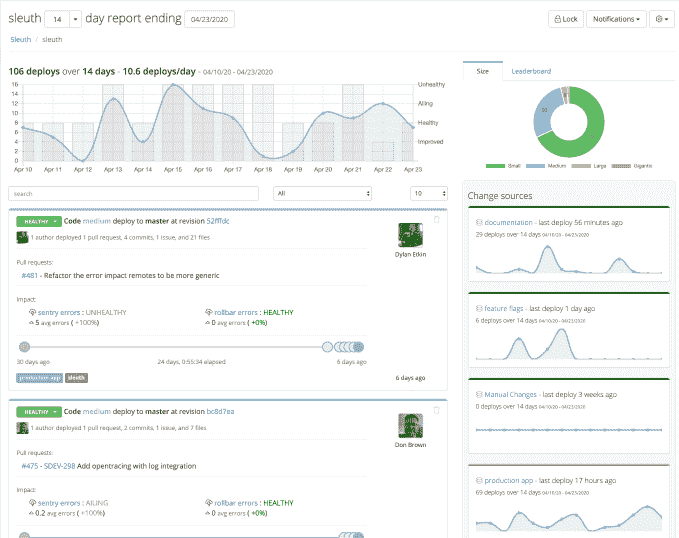 sleuth 14 day report ending 04/23/2020
Lock Notifications
Sleuth / sleuth
106 deploys over 14 days - 10.6 deploys/day - 04/10/20 - 04/23/2020
16
14
12
10
8
6
4
2
0
Unhealthy
Ailing
Healthy
Improved
Apr 10 Apr 11 Apr 12 Apr 13 Apr 14 Apr 15 Apr 16 Apr 17 Apr 18 Apr 19 Apr 20 Apr 21 Apr 22 Apr 23
search All 10
HEALTHY Code medium deploy to master at revision 52fffdc
1 author deployed 1 pull request, 4 commits, 1 issue, and 21 files
Dylan Etkin
Pull requests:
#481 - Refactor the error impact remotes to be more generic
Impact:
sentry errors : UNHEALTHY rollbar errors : HEALTHY
5 avg errors ( +100%) 0 avg errors ( +0%)
30 days ago 24 days, 0:55:34 elapsed 6 days ago
production app sleuth 6 days ago
HEALTHY Code medium deploy to master at revision bc8d7ea
1 author deployed 1 pull request, 2 commits, 1 issue, and 7 files
Don Brown
Pull requests:
#475 - SDEV-298 Add opentracing with log integration
Impact:
sentry errors : AILING rollbar errors : HEALTHY
0.2 avg errors ( +100%) 0 avg errors ( +0%)
Size Leaderboard
Small Medium Large Gigantic
Change sources
documentation - last deploy 56 minutes ago
29 deploys over 14 days 04/10/20 - 04/23/2020
feature flags - last deploy 1 day ago
6 deploys over 14 days 04/10/20 - 04/23/2020
Manual Changes - last deploy 3 weeks ago
0 deploys over 14 days 04/10/20 - 04/23/2020
production app - last deploy 17 hours ago
69 deploys over 14 days 04/10/20 - 04/23/2020